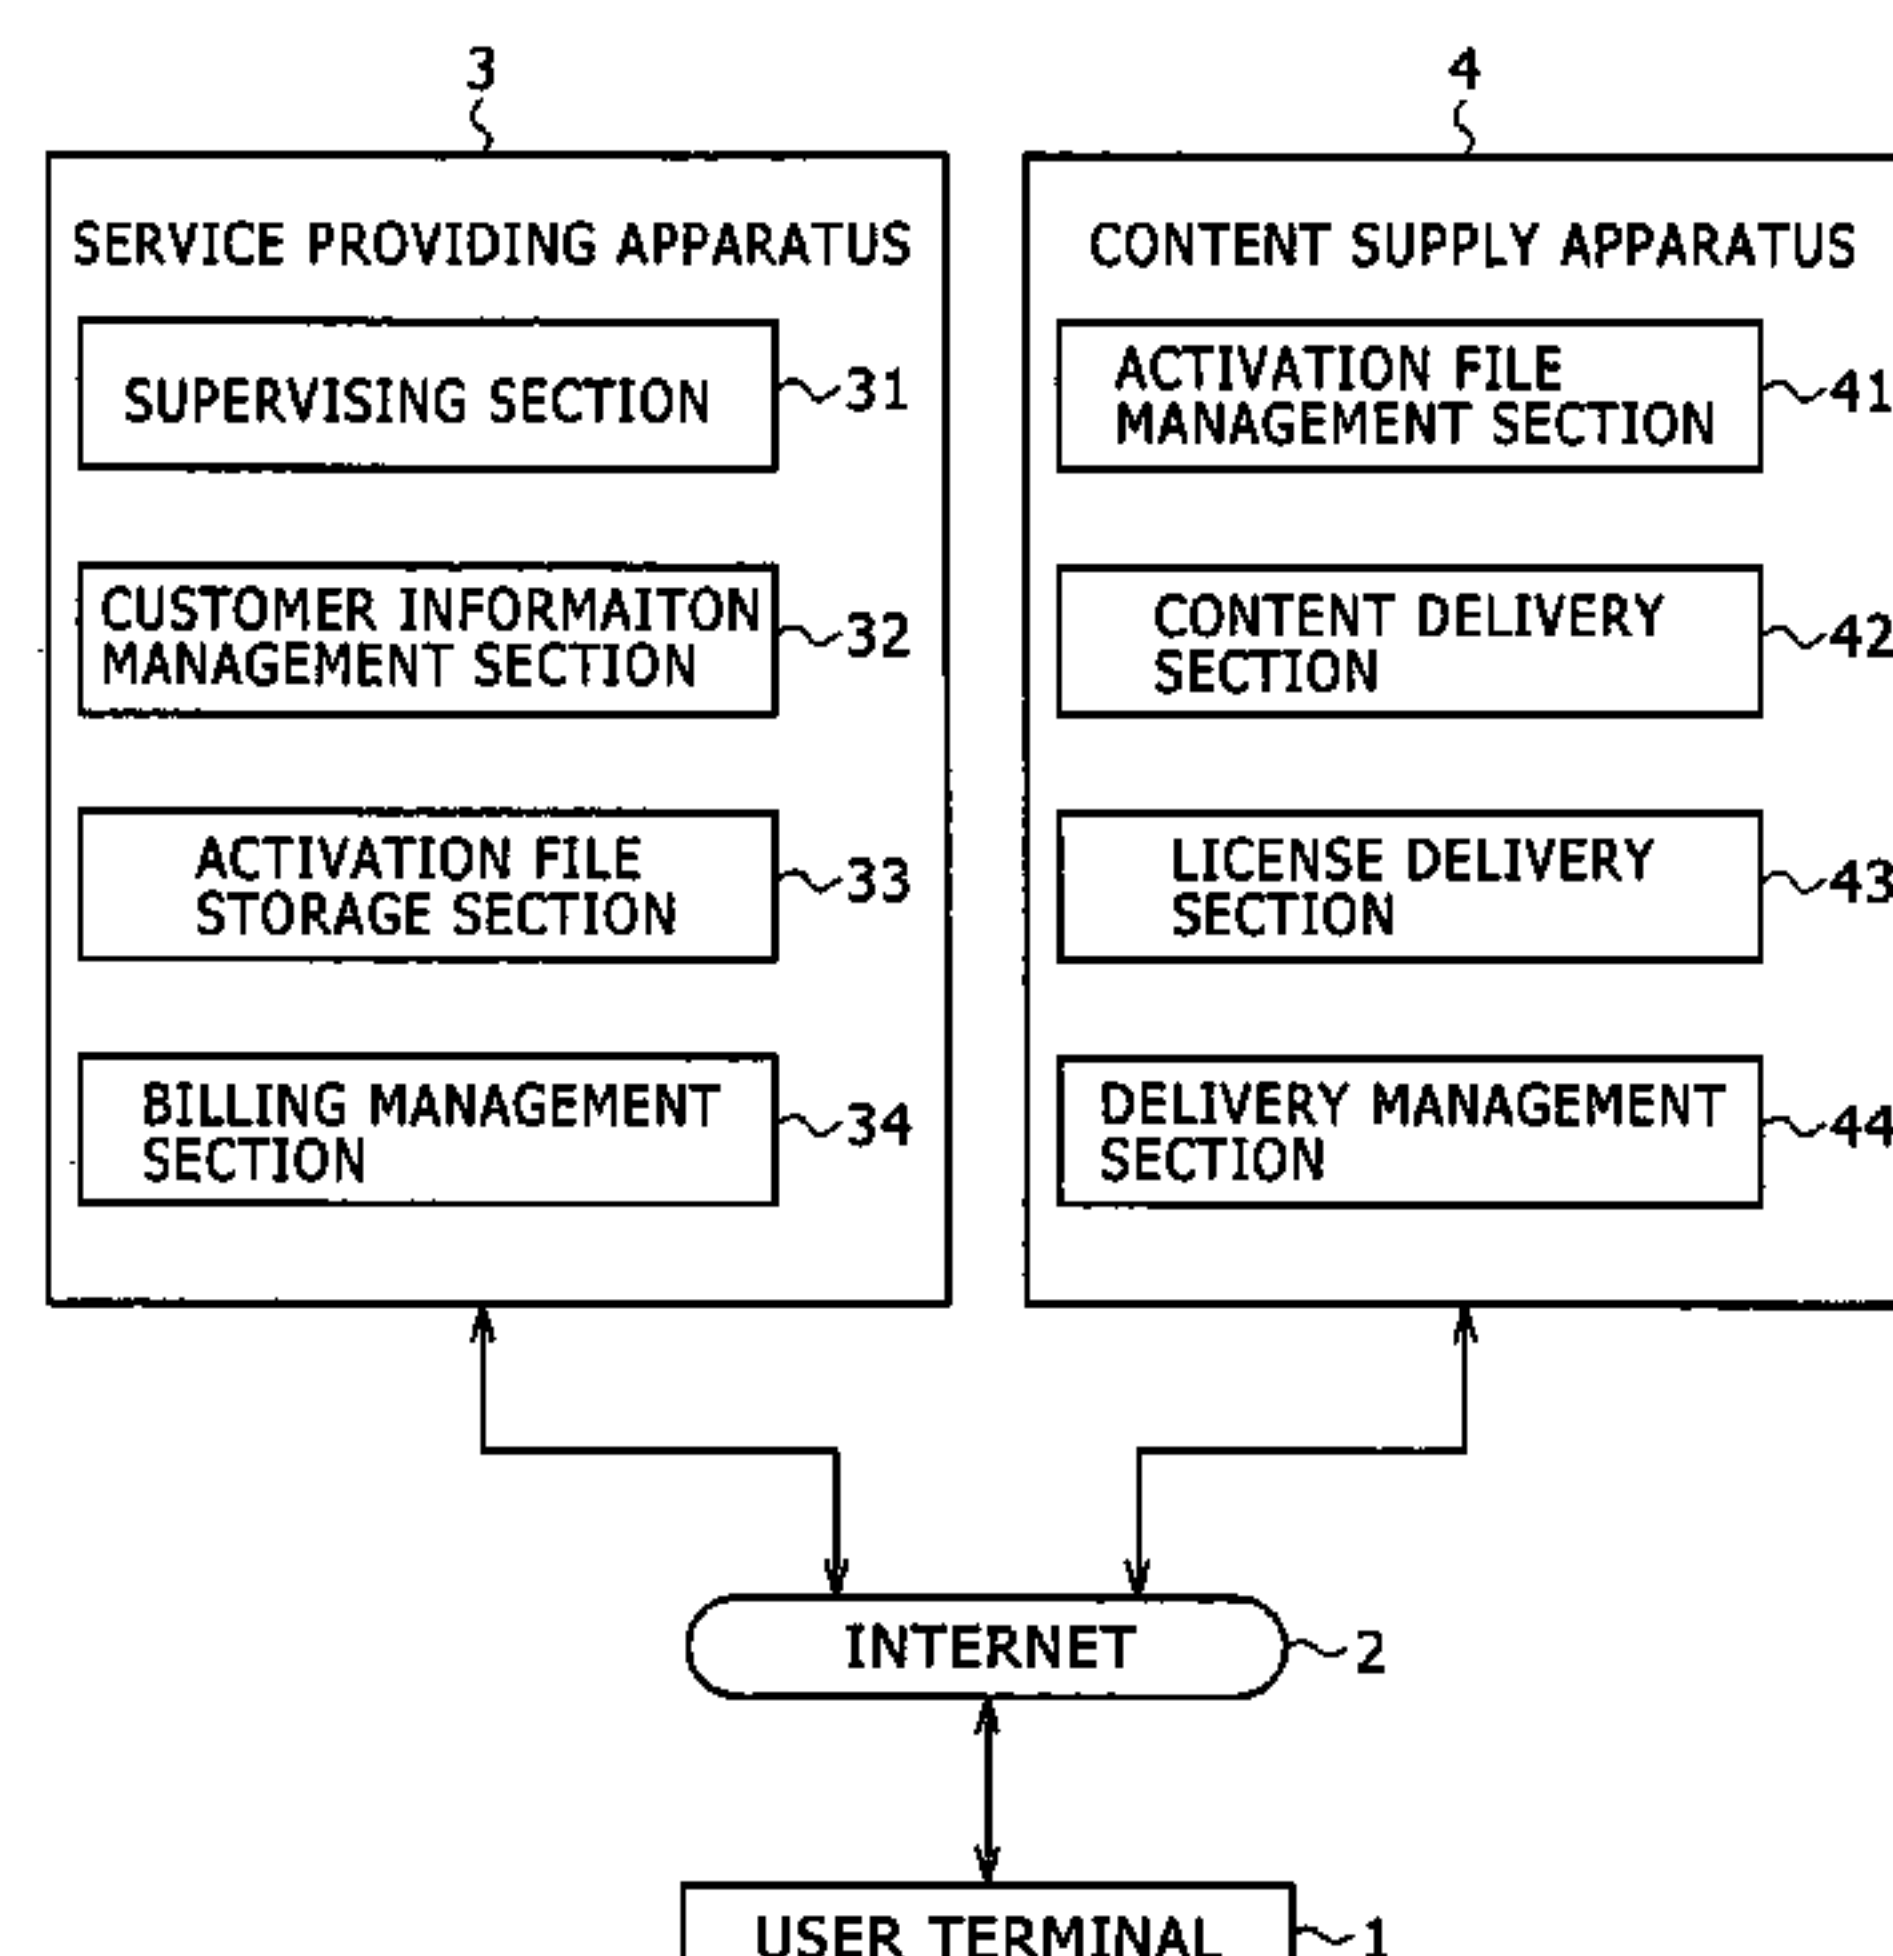 3
SERVICE PROVIDING APPARATUS
SUPERVISING SECTION
31
CUSTOMER INFORMAITON
MANAGEMENT SECTION
32
ACTIVATION FILE
STORAGE SECTION
33
BILLING MANAGEMENT
SECTION
34
4
CONTENT SUPPLY APPARATUS
ACTIVATION FILE
MANAGEMENT SECTION
41
CONTENT DELIVERY
SECTION
42
LICENSE DELIVERY
SECTION
43
DELIVERY MANAGEMENT
SECTION
44
INTERNET
2
USER TERMINAL
1